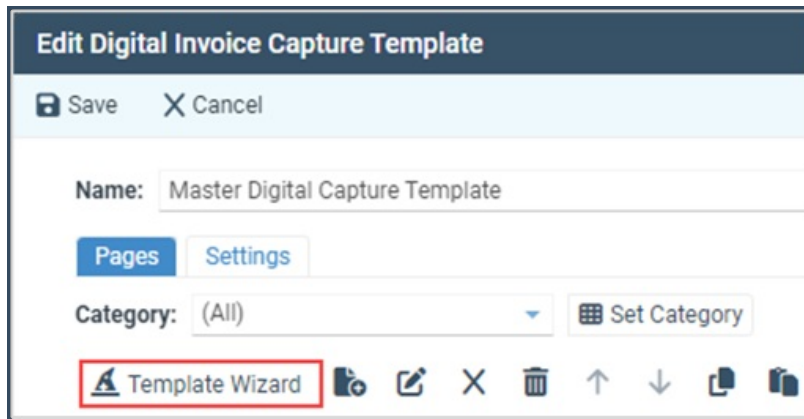 Edit Digital Invoice Capture Template
Save Cancel
Name: Master Digital Capture Template
Pages Settings
Category: (All) Set Category
Template Wizard